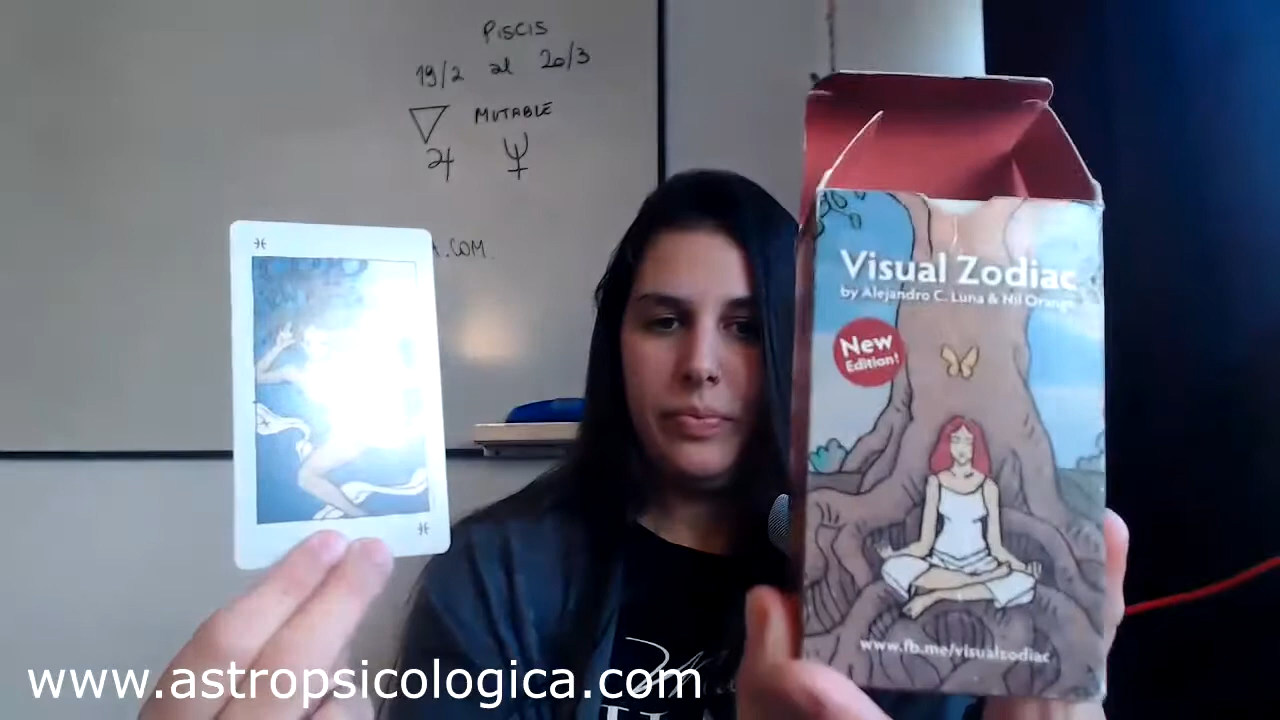 PISCIS
19/2 al 20/3
MUTABLE
.COM.
Visual Zodiac
by Alejandro C. Luna & Nil Orange
New
Edition!
www.fb.me/visualzodiac
www.astropsicologica.com